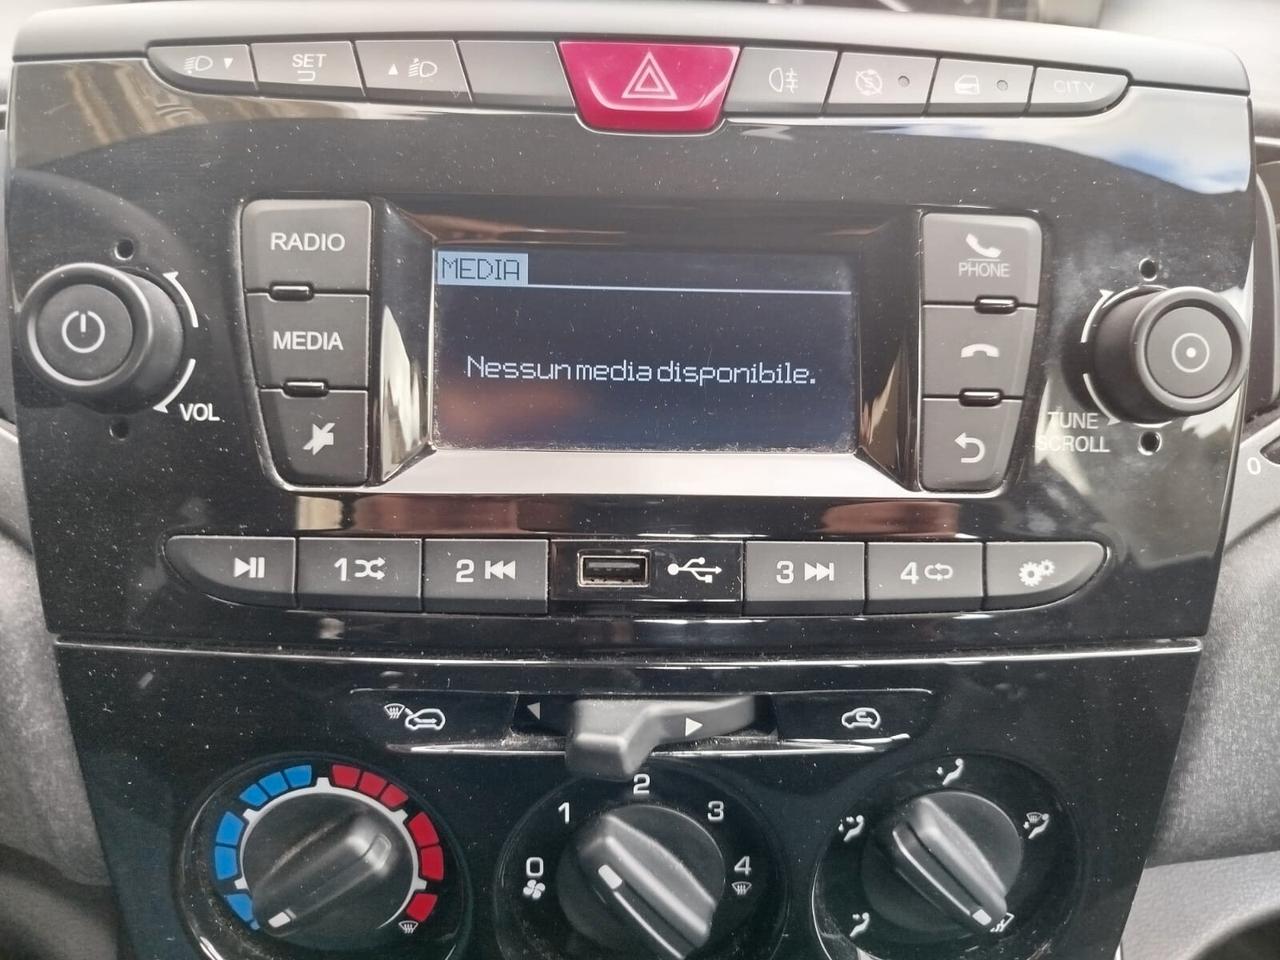 SET
CITY
RADIO
MEDIA
PHONE
MEDIA
Nessun media disponibile.
VOL
TUNE
SCROLL
0
1
2
3
4
2
1
3
0
4